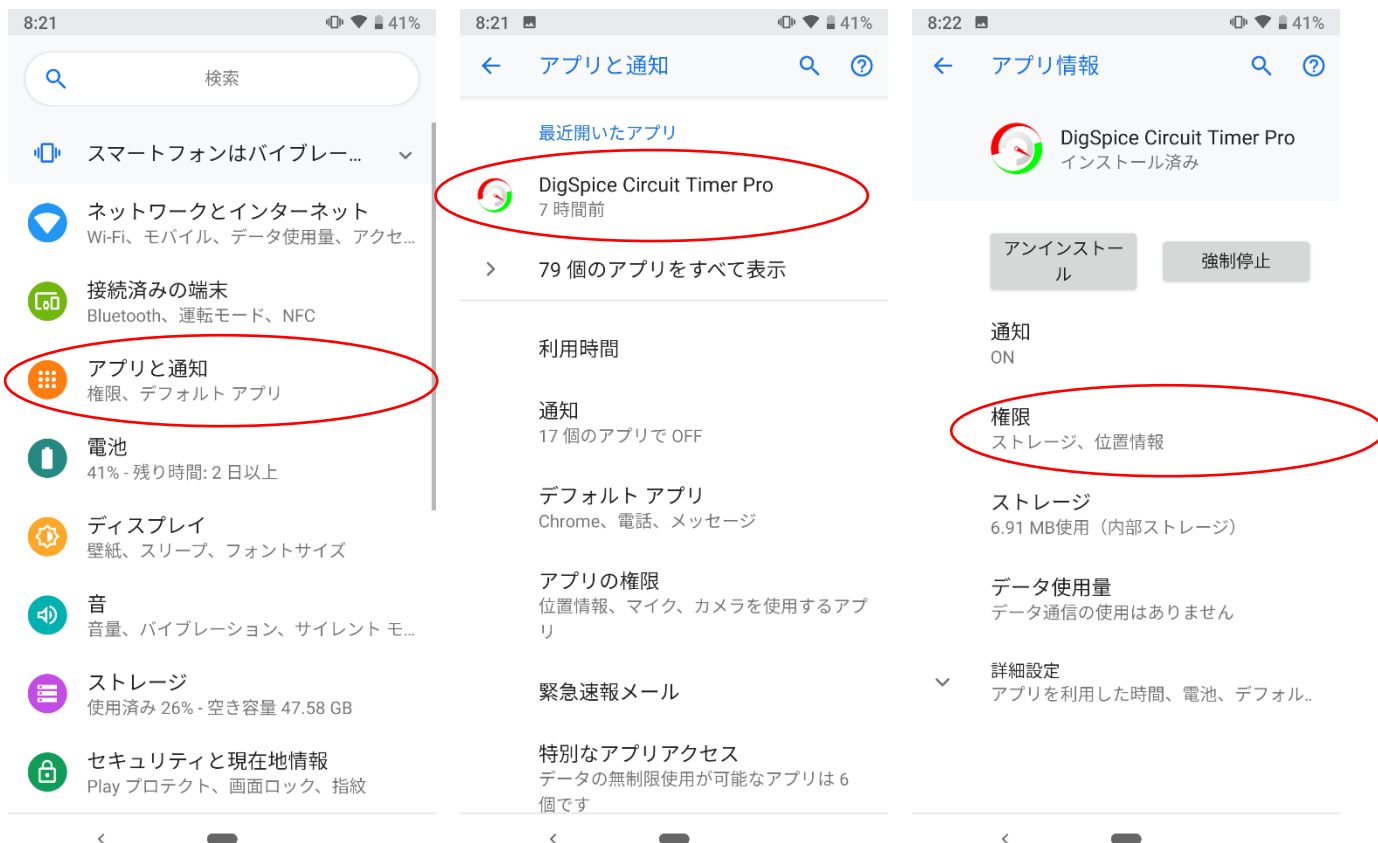 8:21
41%
検索
スマートフォンはバイブレー...
ネットワークとインターネット
Wi-Fi、モバイル、データ使用量、アクセ...
接続済みの端末
Bluetooth、運転モード、NFC
アプリと通知
権限、デフォルト アプリ
電池
41% - 残り時間: 2 日以上
ディスプレイ
壁紙、スリープ、フォントサイズ
音
音量、バイブレーション、サイレント モ...
ストレージ
使用済み 26% - 空き容量 47.58 GB
セキュリティと現在地情報
Play プロテクト、画面ロック、指紋
8:21
41%
アプリと通知
最近開いたアプリ
DigSpice Circuit Timer Pro
7 時間前
79 個のアプリをすべて表示
利用時間
通知
17 個のアプリで OFF
デフォルト アプリ
Chrome、電話、メッセージ
アプリの権限
位置情報、マイク、カメラを使用するアプ
リ
緊急速報メール
特別なアプリアクセス
データの無制限使用が可能なアプリは 6
個です
8:22
41%
アプリ情報
DigSpice Circuit Timer Pro
インストール済み
アンインストー
ル
強制停止
通知
ON
権限
ストレージ、位置情報
ストレージ
6.91 MB使用（内部ストレージ）
データ使用量
データ通信の使用はありません
詳細設定
アプリを利用した時間、電池、デフォル..